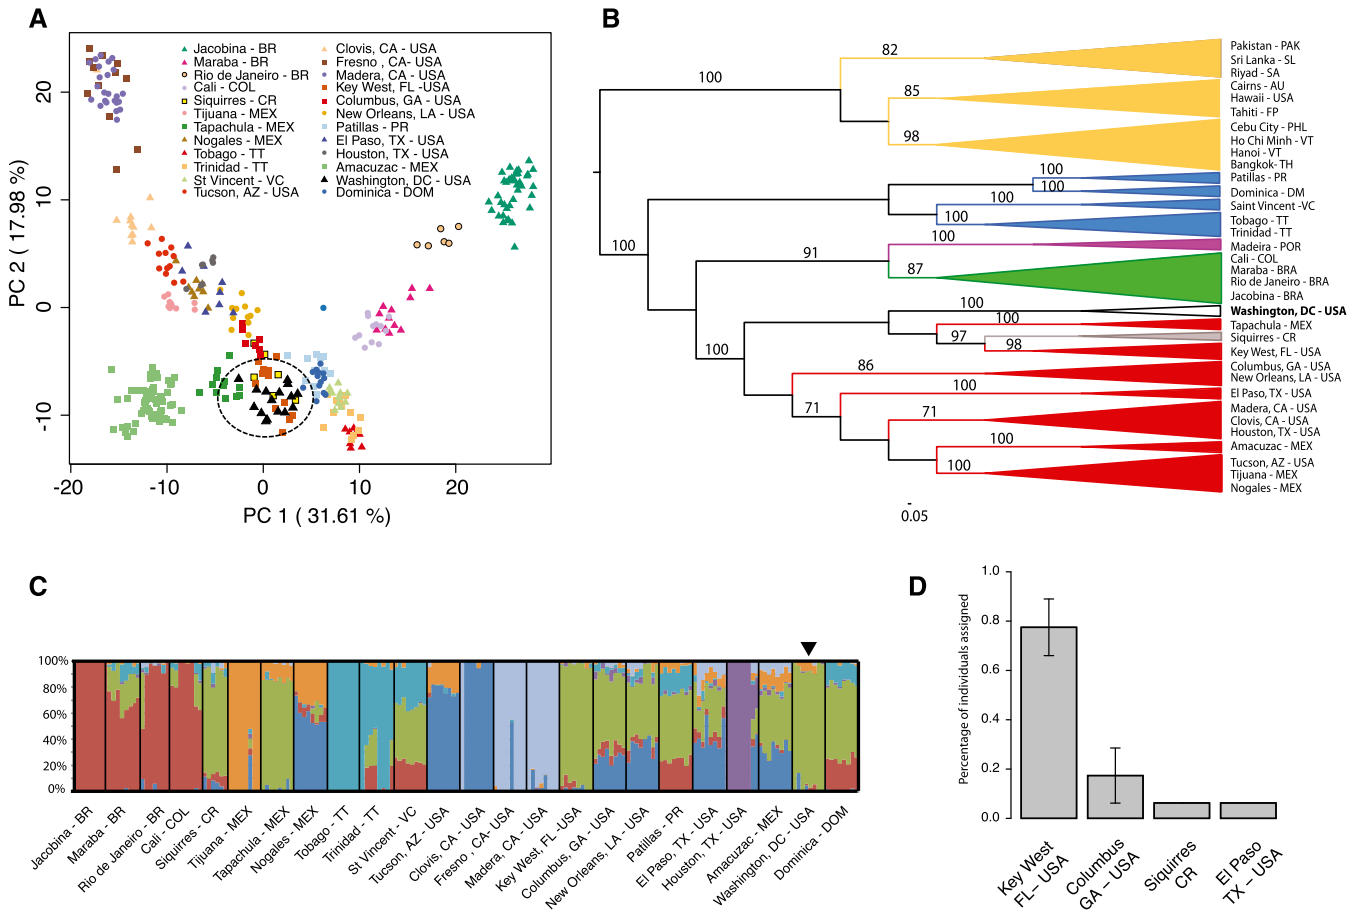 A
B
Jacobina - BR
Maraba - BR
Rio de Janeiro - BR
Cali - COL
Siquirres - CR
Tijuana - MEX
Tapachula - MEX
Nogales - MEX
Tobago - TT
Trinidad - TT
St Vincent - VC
Tucson, AZ - USA
Clovis, CA - USA
Fresno , CA - USA
Madera, CA - USA
Key West, FL -USA
Columbus, GA - USA
New Orleans, LA - USA
Patillas - PR
El Paso, TX - USA
Houston, TX - USA
Amacuzac - MEX
Washington, DC - USA
Dominica - DOM
PC 2 ( 17.98 %)
20
10
0
-10
-20
-10
0
10
20
PC 1 ( 31.61 %)
82
100
85
98
100
100
100
100
100
100
91
87
100
100
97
98
100
86
100
71
71
100
100
0.05
Pakistan - PAK
Sri Lanka - SL
Riyad - SA
Cairns - AU
Hawaii - USA
Tahiti - FP
Cebu City - PHL
Ho Chi Minh - VT
Hanoi - VT
Bangkok- TH
Patillas - PR
Dominica - DM
Saint Vincent -VC
Tobago - TT
Trinidad - TT
Madeira - POR
Cali - COL
Maraba - BRA
Rio de Janeiro - BRA
Jacobina - BRA
Washington, DC - USA
Tapachula - MEX
Siquirres - CR
Key West, FL - USA
Columbus, GA - USA
New Orleans, LA - USA
El Paso, TX - USA
Madera, CA - USA
Clovis, CA - USA
Houston, TX - USA
Amacuzac - MEX
Tucson, AZ - USA
Tijuana - MEX
Nogales - MEX
C
100%
80%
60%
40%
20%
0%
Jacobina - BR
Maraba - BR
Rio de Janeiro - BR
Cali - COL
Siquirres - CR
Tijuana - MEX
Tapachula - MEX
Nogales - MEX
Tobago - TT
Trinidad - TT
St Vincent - VC
Tucson, AZ - USA
Clovis, CA - USA
Fresno , CA - USA
Madera, CA - USA
Key West, FL -USA
Columbus, GA - USA
New Orleans, LA - USA
Patillas - PR
El Paso, TX - USA
Houston, TX - USA
Amacuzac - MEX
Washington, DC - USA
Dominica - DOM
D
Percentage of individuals assigned
1.0
0.8
0.6
0.4
0.2
0.0
Key West
FL– USA
Columbus
GA – USA
Siquirres
CR
El Paso
TX – USA